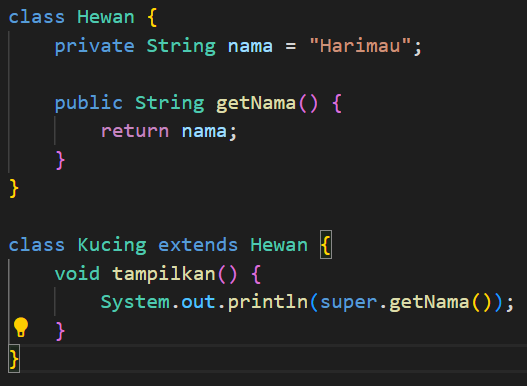 class Hewan {
    private String nama = "Harimau";

    public String getNama() {
        return nama;
    }
}

class Kucing extends Hewan {
    void tampilkan() {
        System.out.println(super.getNama());
    }
}